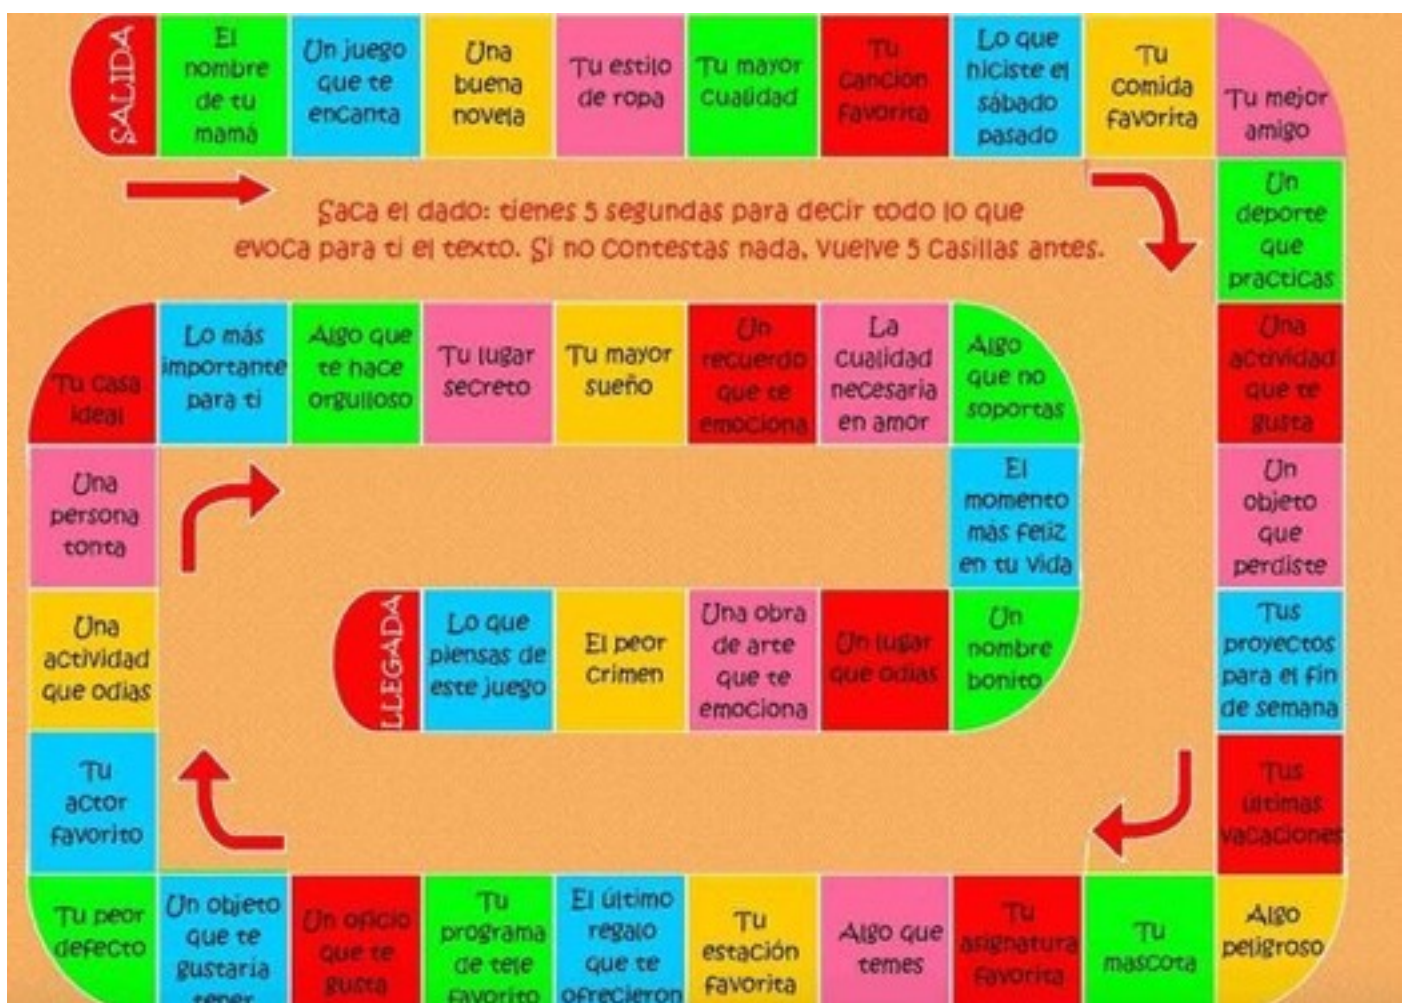 SALIDA
El
nombre
de tu
mamá
Un juego
que te
encanta
Una
buena
novela
Tu estilo
de ropa
Tu mayor
cualidad
Tu
canción
favorita
Lo que
hiciste el
sábado
pasado
Tu
comida
favorita
Tu mejor
amigo
Saca el dado: tienes 5 segundas para decir todo lo que
evoca para ti el texto. Si no contestas nada, vuelve 5 casillas antes.
Un
deporte
que
practicas
Una
actividad
que te
gusta
Un
objeto
que
perdiste
Tus
proyectos
para el fin
de semana
Tus
últimas
vacaciones
Algo
peligroso
Tu
mascota
Tu
asignatura
favorita
Algo que
temes
Tu
estación
favorita
El último
regalo
que te
ofrecieron
Tu
programa
de tele
favorito
Un oficio
que te
gusta
Un objeto
que te
gustaría
tener
Tu peor
defecto
Tu
actor
favorito
Una
actividad
que odias
Una
persona
tonta
Tu casa
ideal
Lo más
importante
para ti
Algo que
te hace
orgulloso
Tu lugar
secreto
Tu mayor
sueño
Un
recuerdo
que te
emociona
La
cualidad
necesaria
en amor
Algo
que no
soportas
El
momento
más feliz
en tu vida
Un
nombre
bonito
Un lugar
que odias
Una obra
de arte
que te
emociona
El peor
crimen
Lo que
piensas de
este juego
LLEGADA